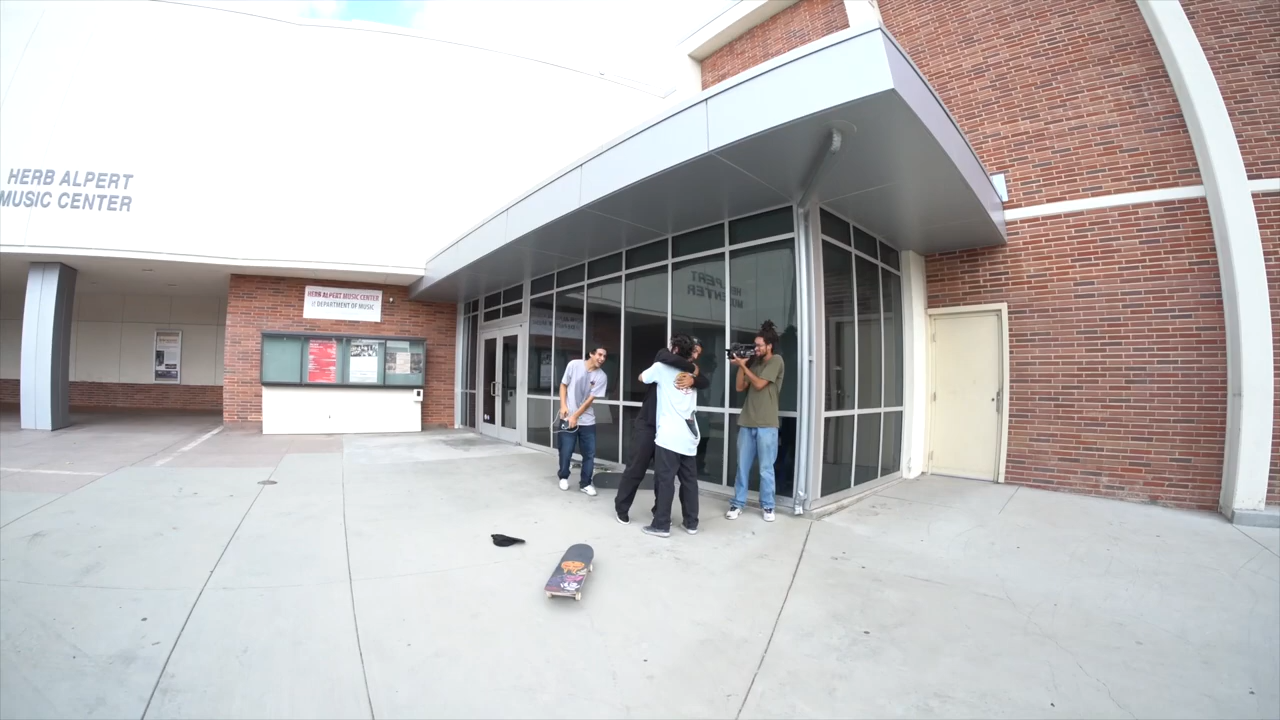 HERB ALPERT
MUSIC CENTER
HERB ALPERT MUSIC CENTER
// DEPARTMENT OF MUSIC